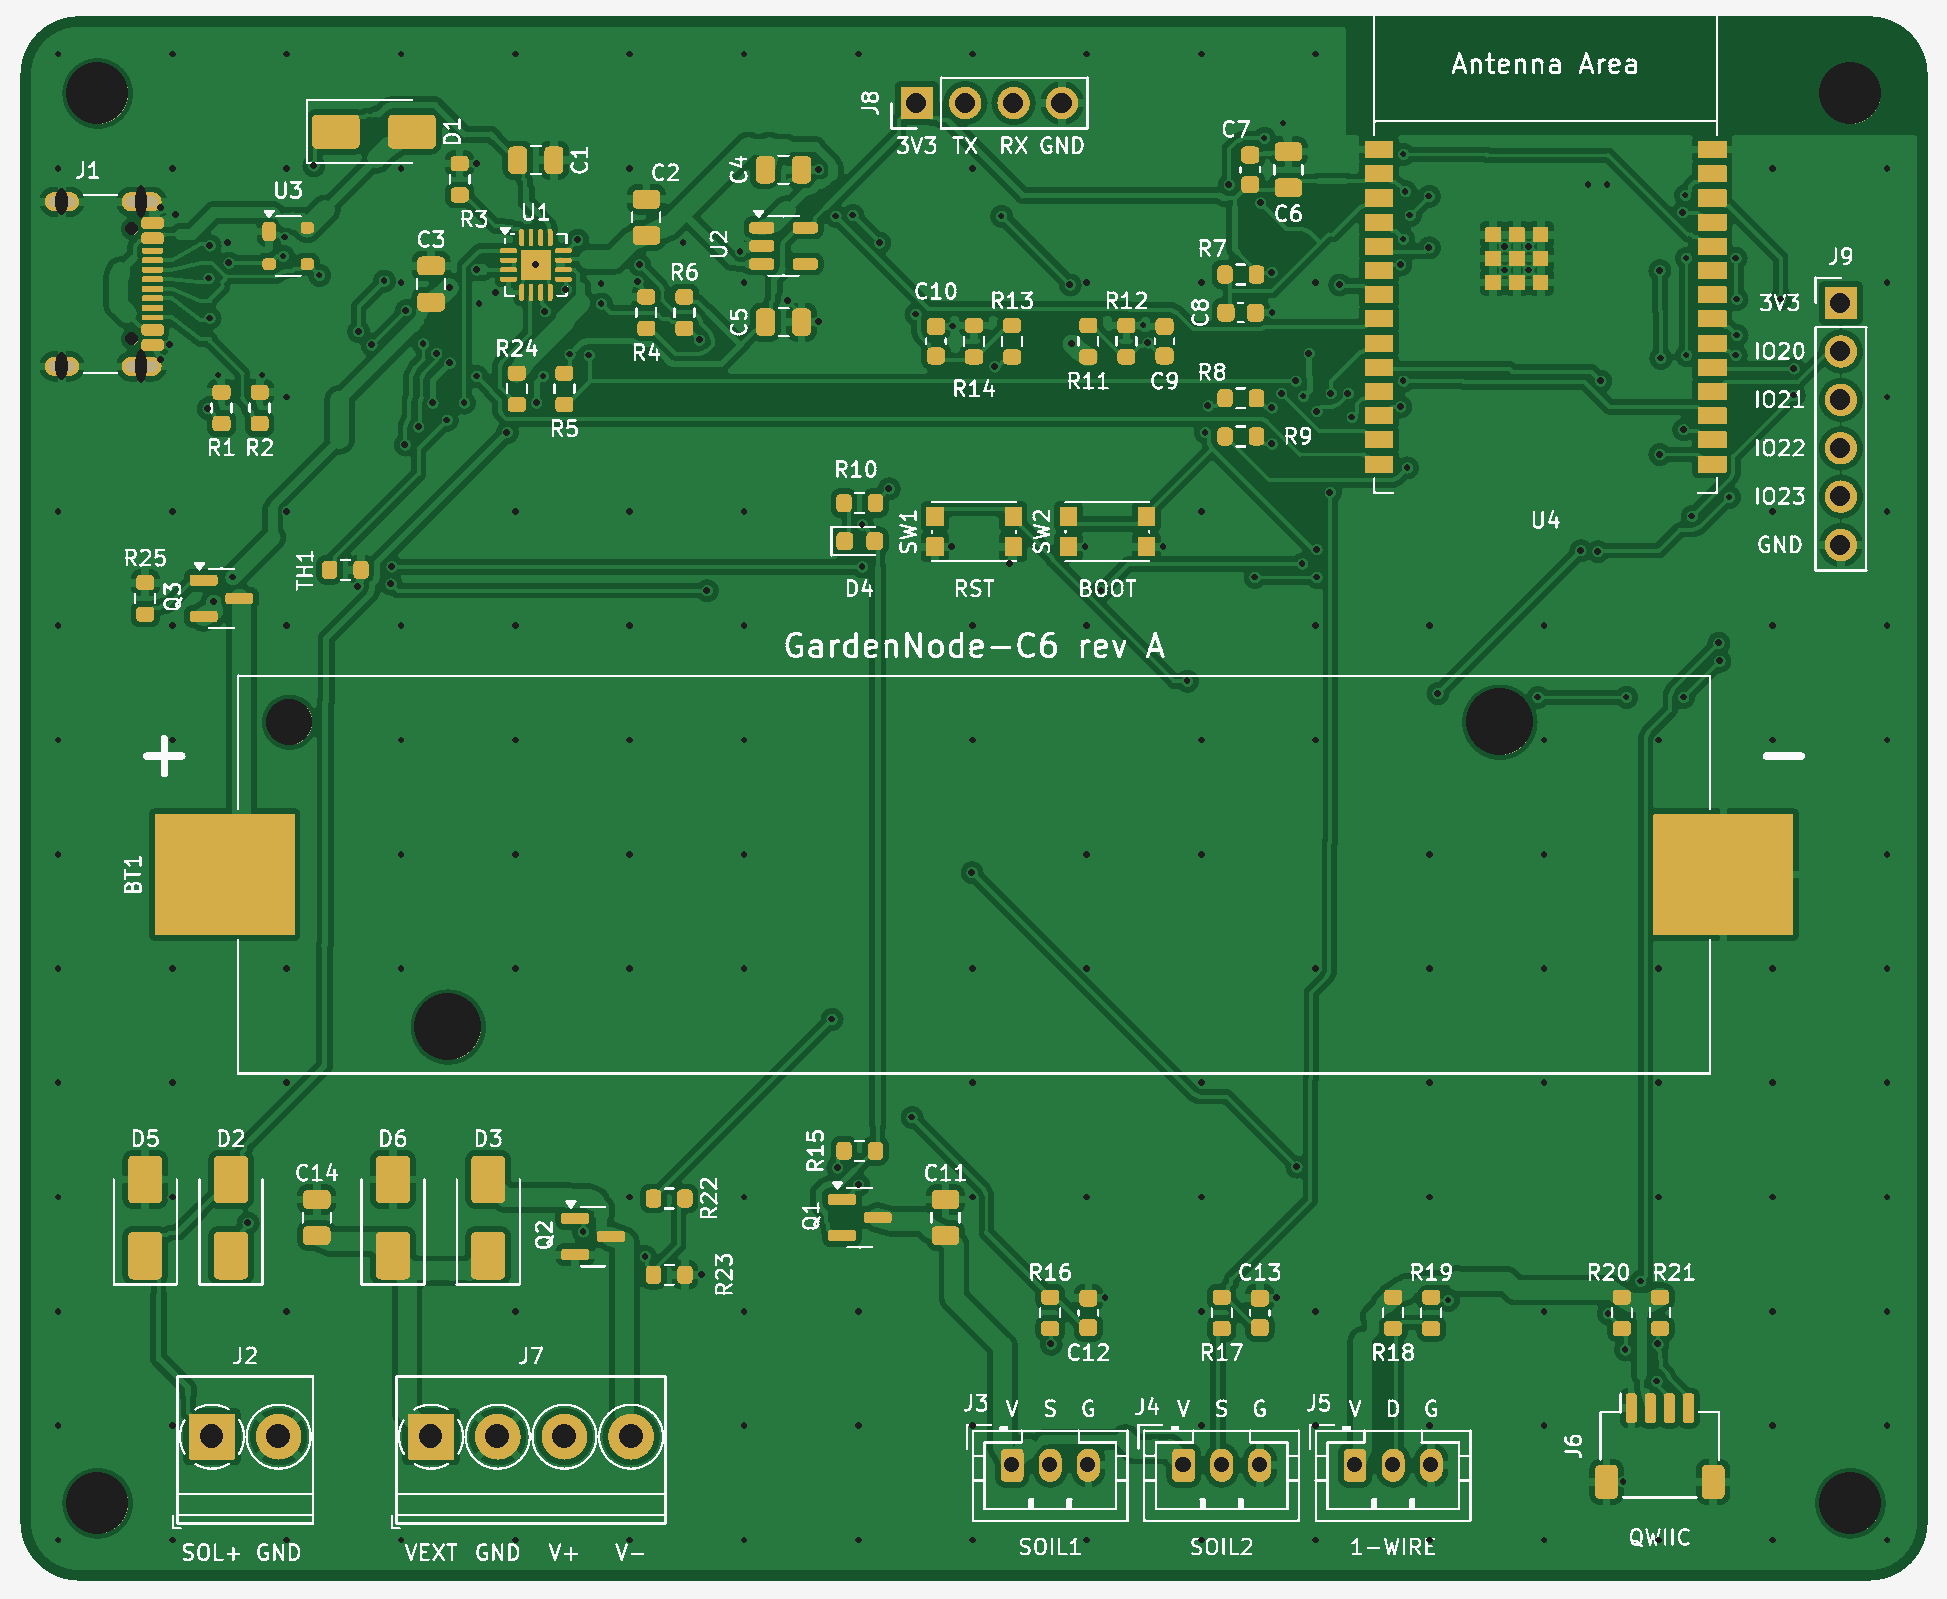 Antenna Area
J8
3V3 TX RX GND
D1
C1
C7
J1
U3
R3
C2
C4
U1
C6
C3
U2
R6
R7
J9
C10
R13
R12
C8
3V3
R24
R4
C5
IO20
R14
R11
C9
R8
IO21
R1
R2
R5
R9
IO22
R10
IO23
SW1
SW2
U4
GND
R25
TH1
Q3
D4
RST
BOOT
GardenNode-C6 rev A
+
−
BT1
D5
D2
D6
D3
R15
C14
C11
R22
Q2
Q1
R23
R16
C13
R19
R20
R21
C12
R17
R18
J2
J7
J3
V S G
J4
V S G
J5
V D G
J6
SOL+ GND
VEXT GND V+ V-
SOIL1
SOIL2
1-WIRE
QWIIC